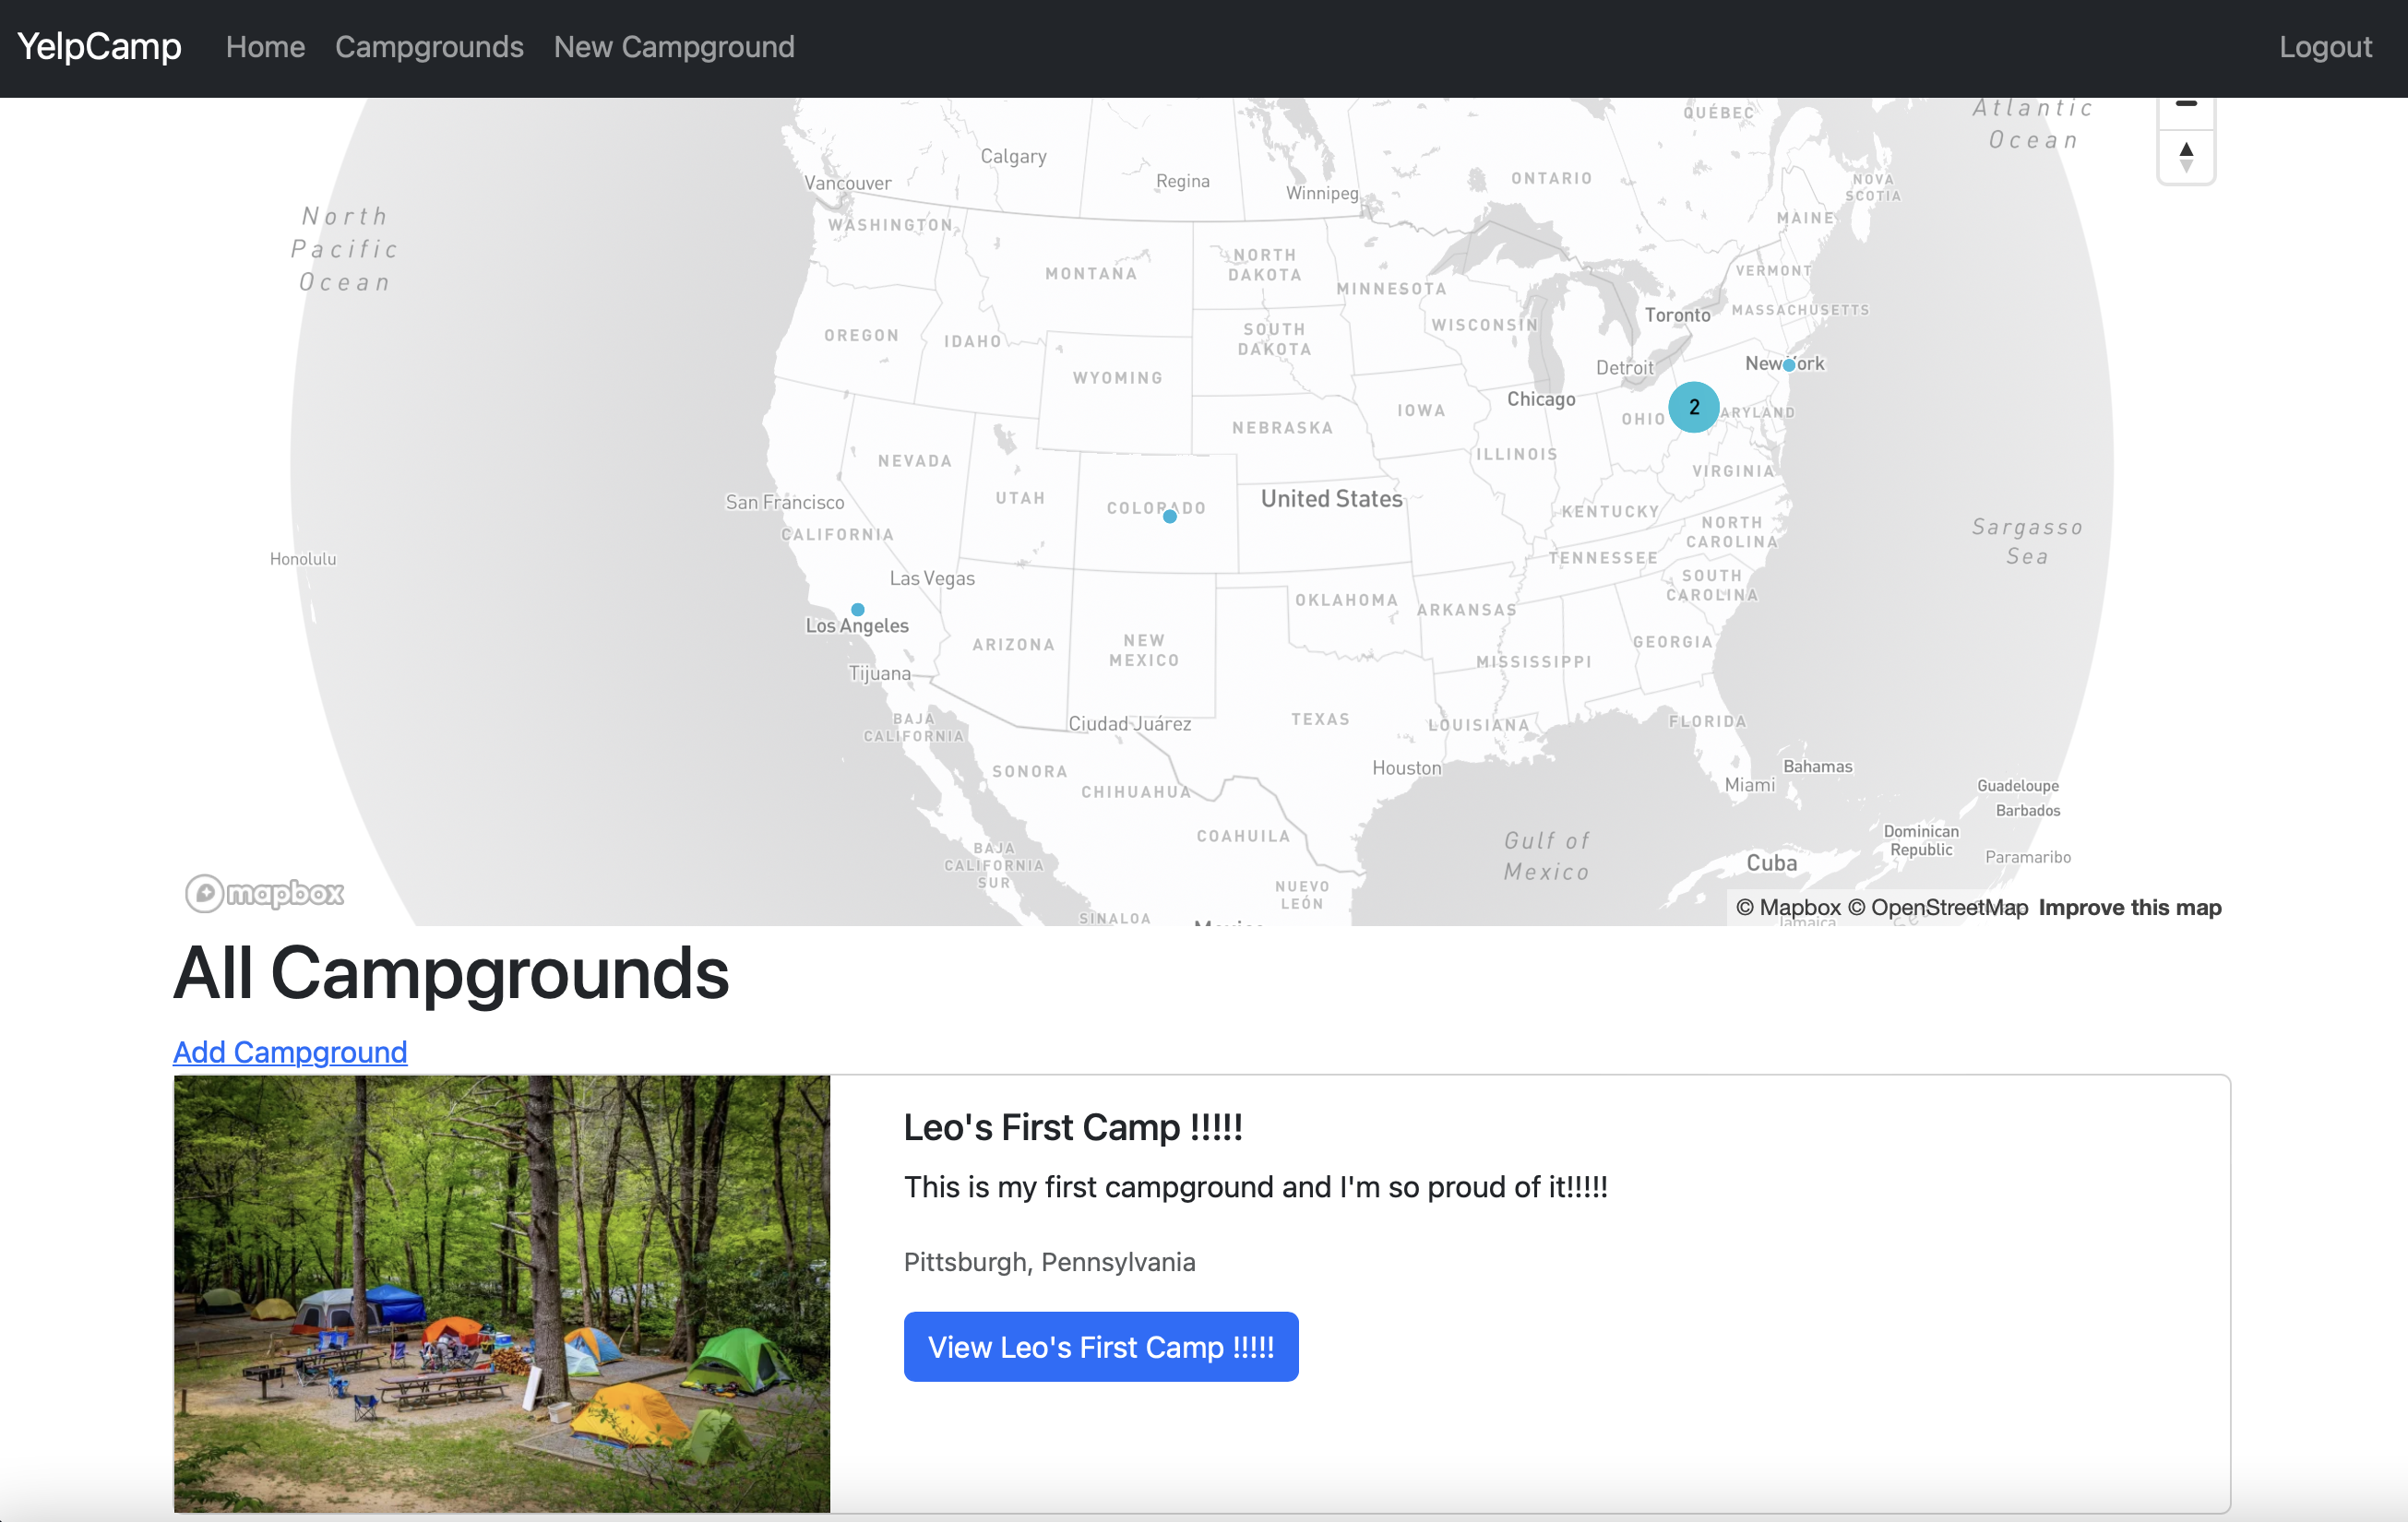 YelpCamp Home Campgrounds New Campground Logout
QUÉBEC
Atlantic
Ocean
Calgary
Vancouver
Regina
Winnipeg
ONTARIO
NOVA
SCOTIA
North
Pacific
Ocean
WASHINGTON
MAINE
MONTANA
NORTH
DAKOTA
MINNESOTA
VERMONT
OREGON
IDAHO
SOUTH
DAKOTA
WISCONSIN
Toronto
MASSACHUSETTS
WYOMING
Detroit
New York
IOWA
Chicago
OHIO
2
ARYLAND
NEBRASKA
NEVADA
ILLINOIS
VIRGINIA
San Francisco
UTAH
COLORADO
United States
KENTUCKY
NORTH
CAROLINA
Sargasso
Sea
CALIFORNIA
Honolulu
Las Vegas
TENNESSEE
SOUTH
CAROLINA
OKLAHOMA
ARKANSAS
Los Angeles
ARIZONA
NEW
MEXICO
MISSISSIPPI
GEORGIA
Tijuana
BAJA
CALIFORNIA
Ciudad Juárez
TEXAS
LOUISIANA
FLORIDA
SONORA
CHIHUAHUA
Houston
Miami
Bahamas
Guadeloupe
Barbados
COAHUILA
Gulf of
Mexico
Dominican
Republic
Paramaribo
BAJA
CALIFORNIA
SUR
Cuba
NUEVO
LEÓN
mapbox
SINALOA
Mexico
© Mapbox © OpenStreetMap Improve this map
Jamaica
All Campgrounds
Add Campground
Leo's First Camp !!!!!
This is my first campground and I'm so proud of it!!!!!
Pittsburgh, Pennsylvania
View Leo's First Camp !!!!!